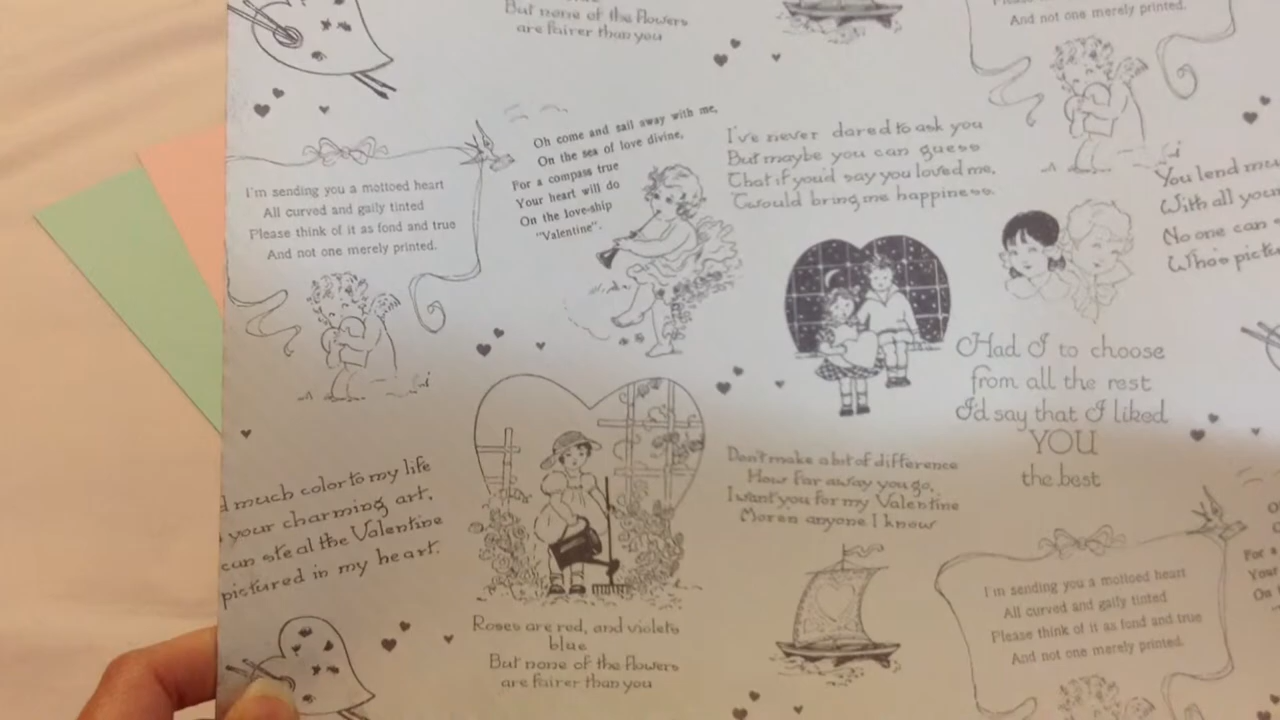 But none of the flowers
are fairer than you
And not one merely printed.
I'm sending you a mottoed heart
All curved and gaily tinted
Please think of it as fond and true
And not one merely printed.
Oh come and sail away with me,
On the sea of love divine,
For a compass true
Your heart will do
On the love-ship
"Valentine".
I've never dared to ask you
But maybe you can guess
That if you'd say you loved me,
'Twould bring me happiness.
You lend mu
With all your
No one can
Who's pictu
Had I to choose
from all the rest
I'd say that I liked
YOU
the best
d much color to my life
your charming art,
can steal the Valentine
pictured in my heart.
Don't make a bit of difference
How far away you go,
I want you for my Valentine
More'n anyone I know
Roses are red, and violets
blue
But none of the flowers
are fairer than you
I'm sending you a mottoed heart
All curved and gaily tinted
Please think of it as fond and true
And not one merely printed.
For a
Your
On